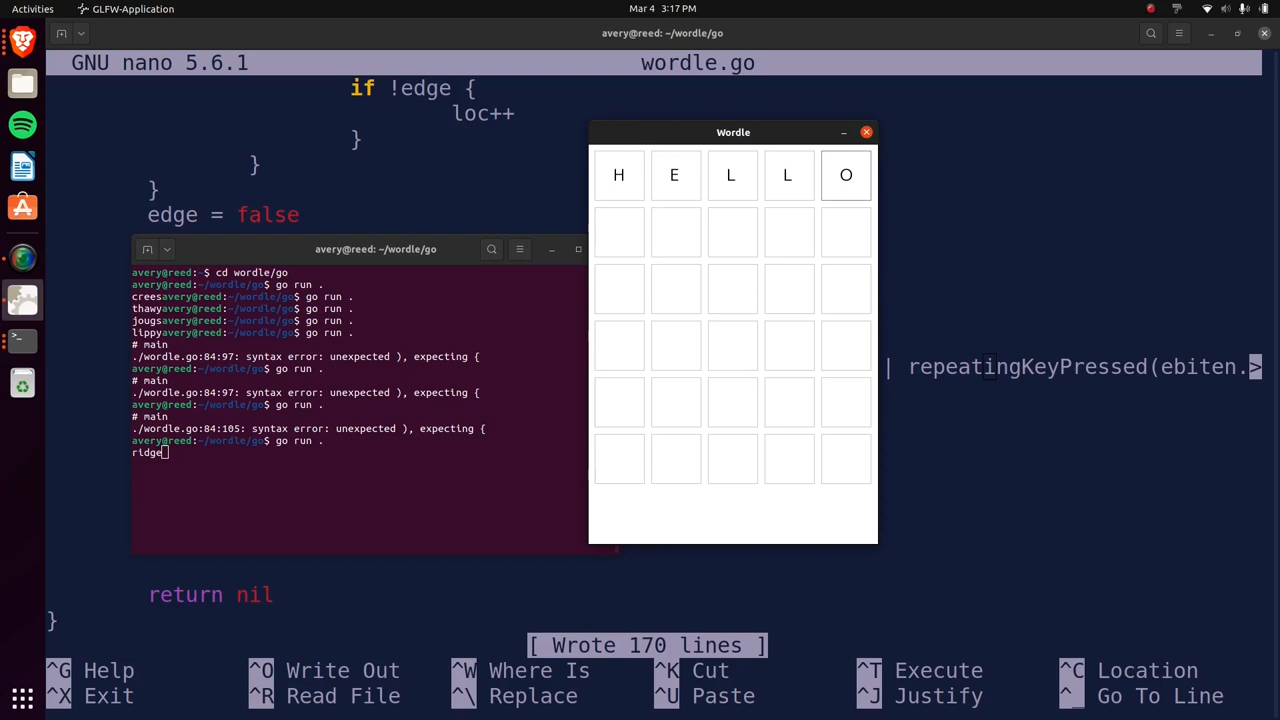 Activities GLFW-Application Mar 4 3:17 PM
avery@reed: ~/wordle/go
GNU nano 5.6.1 wordle.go
if !edge {
loc++
}
}
}
edge = false
| repeatingKeyPressed(ebiten.>
return nil
}
[ Wrote 170 lines ]
^G Help ^O Write Out ^W Where Is ^K Cut ^T Execute ^C Location
^X Exit ^R Read File ^\ Replace ^U Paste ^J Justify ^_ Go To Line
avery@reed: ~/wordle/go
avery@reed:~$ cd wordle/go
avery@reed:~/wordle/go$ go run .
creesavery@reed:~/wordle/go$ go run .
thawyavery@reed:~/wordle/go$ go run .
jougsavery@reed:~/wordle/go$ go run .
lippyavery@reed:~/wordle/go$ go run .
# main
./wordle.go:84:97: syntax error: unexpected ), expecting {
avery@reed:~/wordle/go$ go run .
# main
./wordle.go:84:97: syntax error: unexpected ), expecting {
avery@reed:~/wordle/go$ go run .
# main
./wordle.go:84:105: syntax error: unexpected ), expecting {
avery@reed:~/wordle/go$ go run .
ridge
Wordle
H E L L O